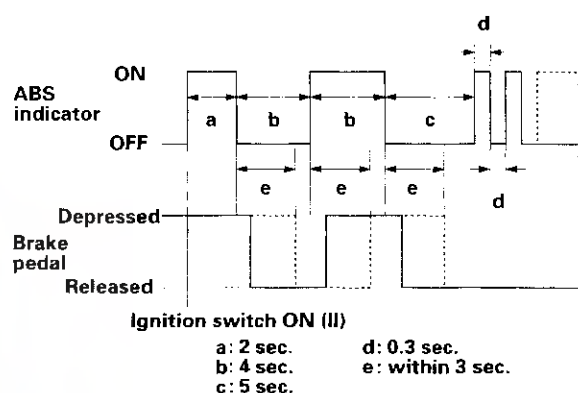 d
ON
ABS
indicator
a
b
b
c
OFF
e
e
e
d
Depressed
Brake
pedal
Released
Ignition switch ON (II)
a: 2 sec.
d: 0.3 sec.
b: 4 sec.
e: within 3 sec.
c: 5 sec.